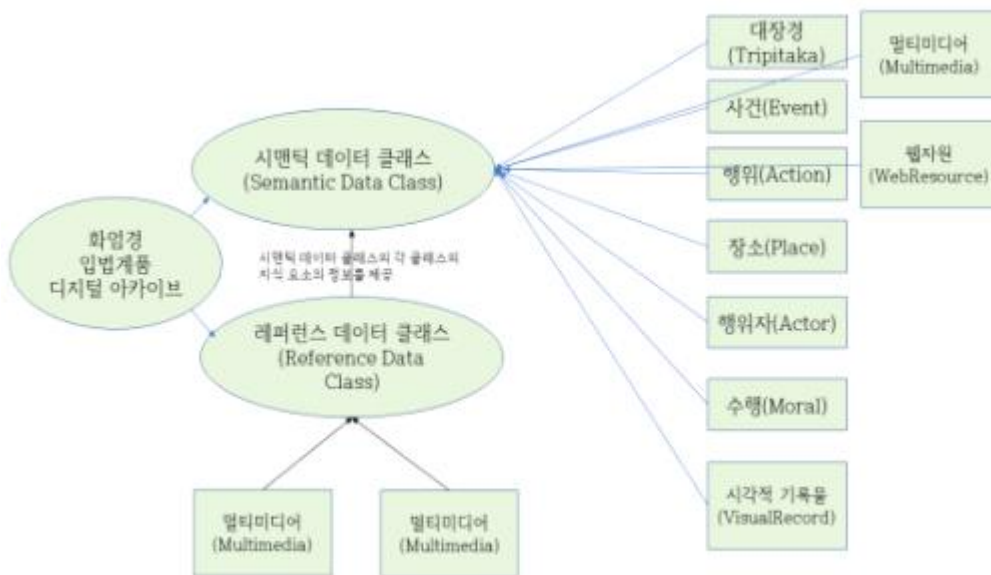 화엄경
입법계품
디지털 아카이브
시맨틱 데이터 클래스
(Semantic Data Class)
시맨틱 데이터 클래스의 각 클래스의
지식 요소의 정보를 제공
레퍼런스 데이터 클래스
(Reference Data
Class)
멀티미디어
(Multimedia)
멀티미디어
(Multimedia)
대장경
(Tripitaka)
사건(Event)
행위(Action)
장소(Place)
행위자(Actor)
수행(Moral)
시각적 기록물
(VisualRecord)
멀티미디어
(Multimedia)
웹자원
(WebResource)